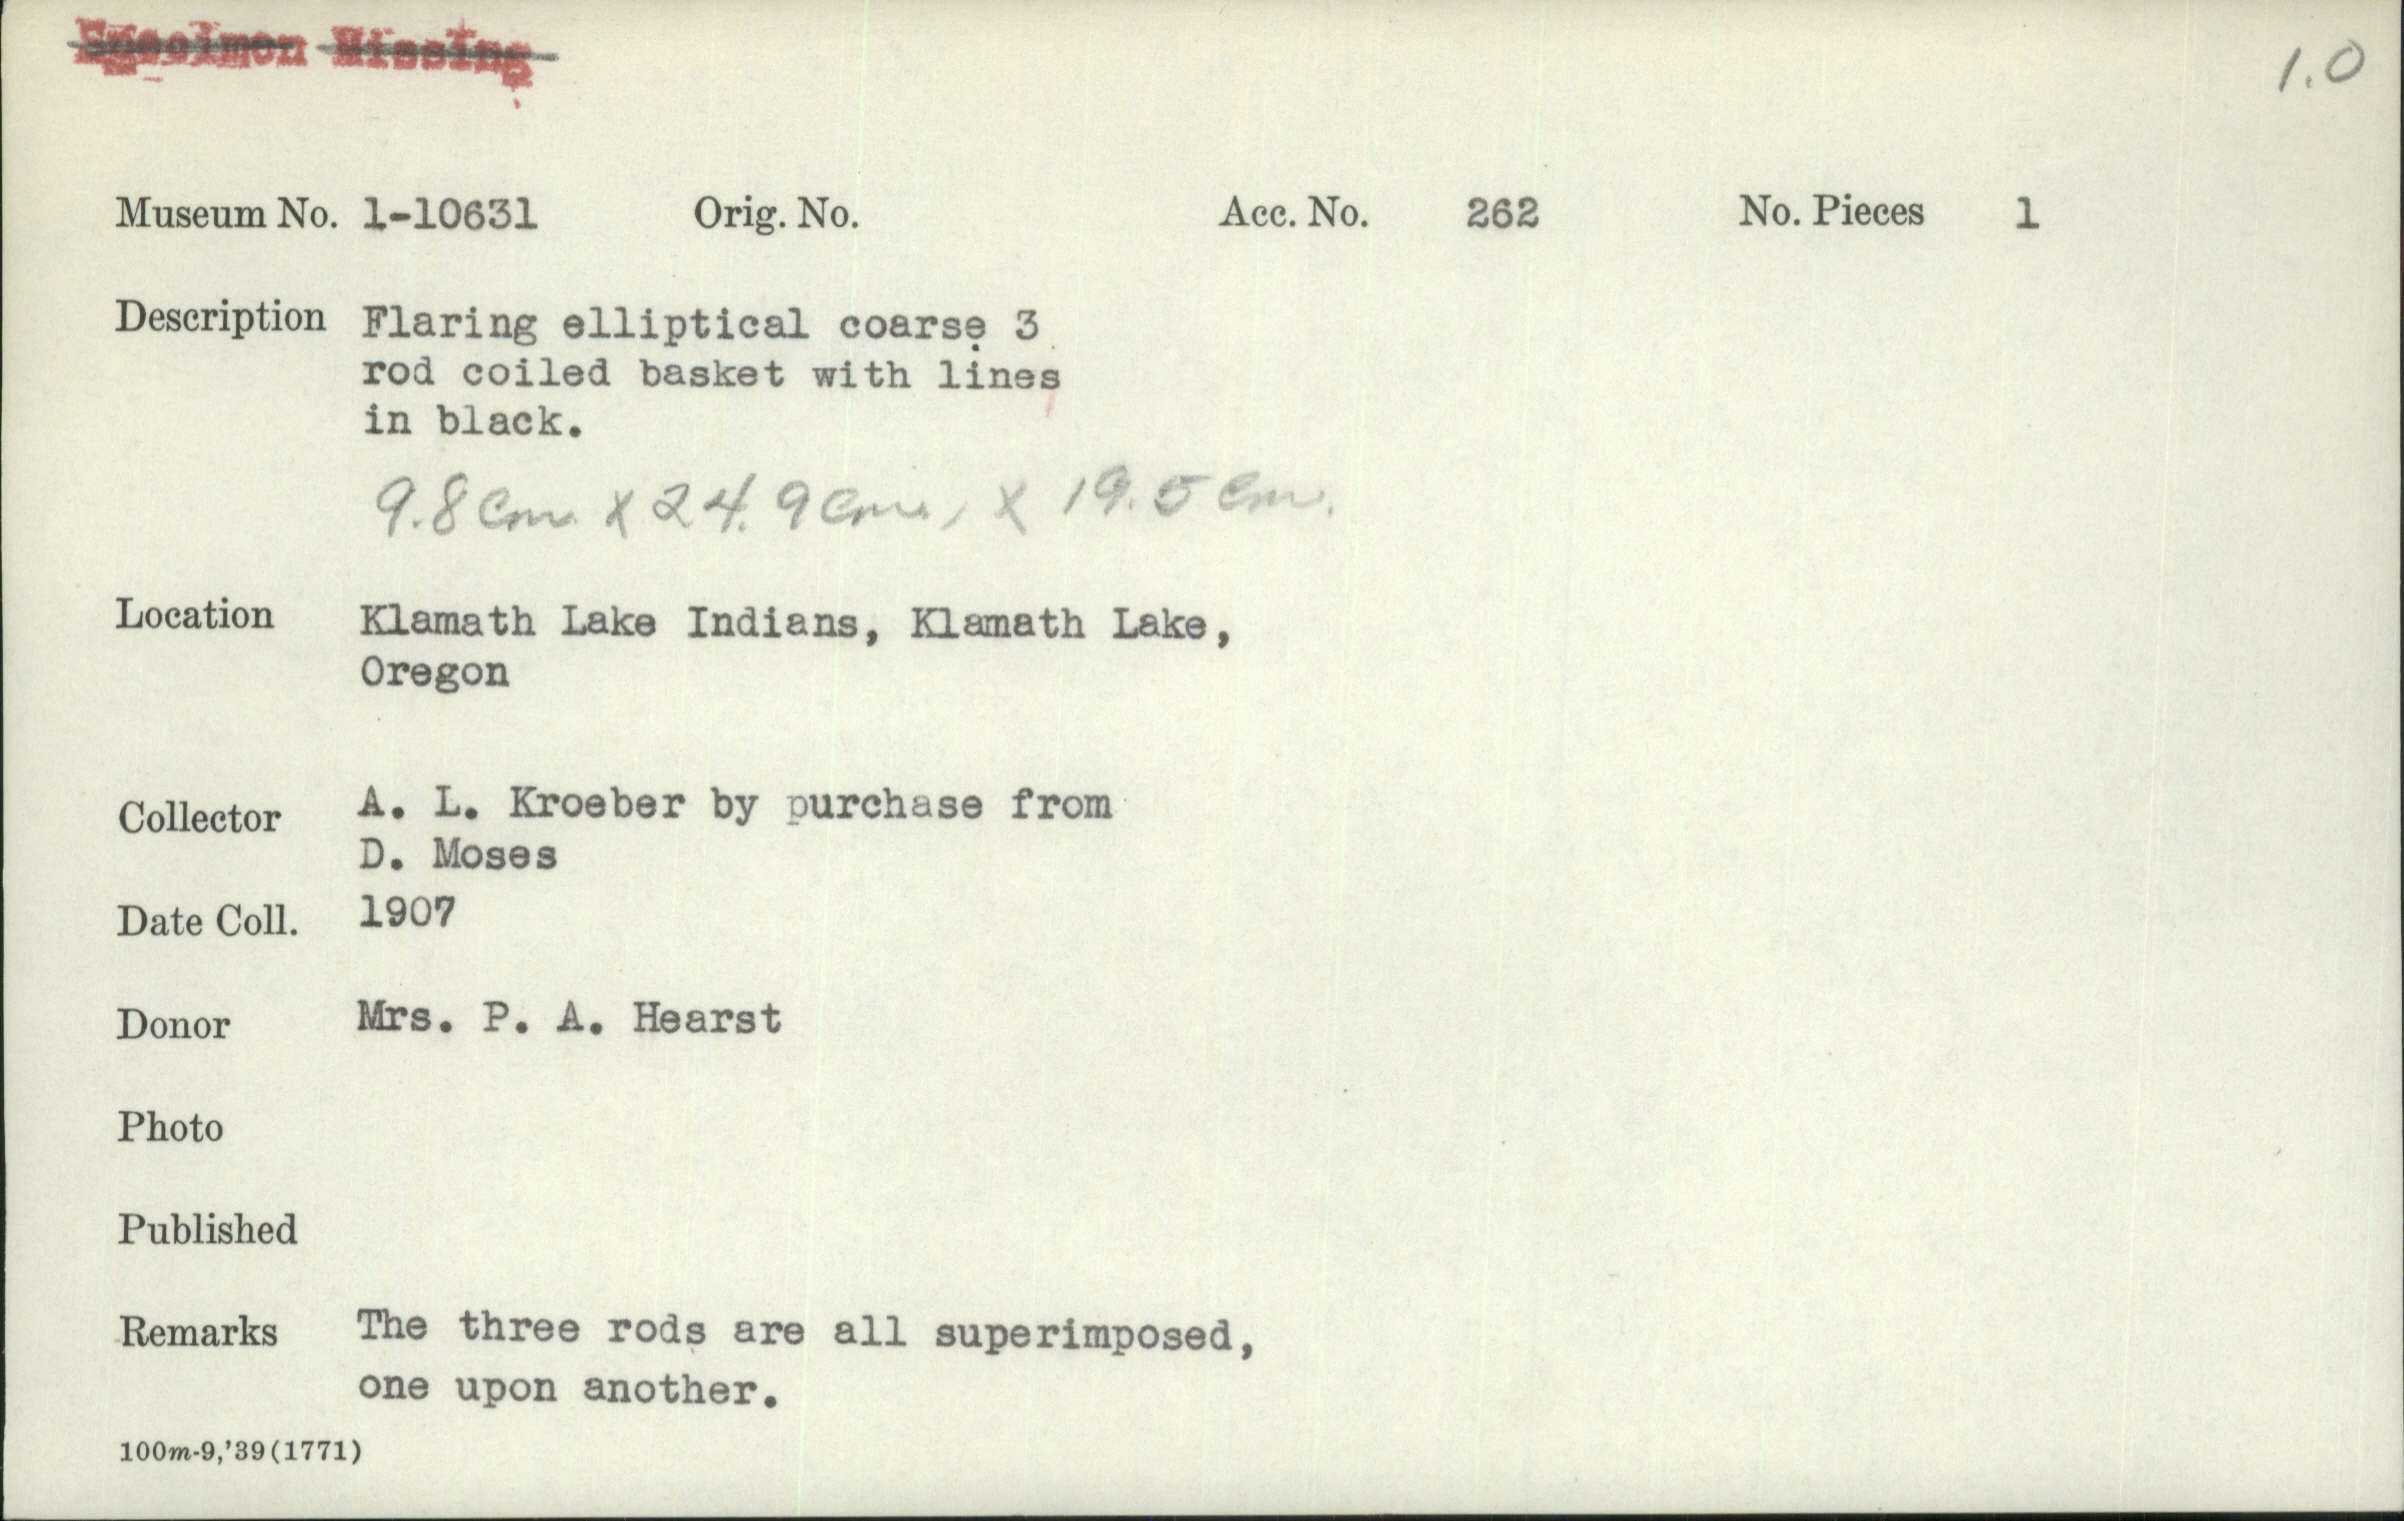 Specimen Missing
1.0
Museum No. 1-10631 Orig. No. Acc. No. 262 No. Pieces 1
Description Flaring elliptical coarse 3
rod coiled basket with lines
in black.
9.8 cm. x 24.9 cm. x 19.5 cm.
Location Klamath Lake Indians, Klamath Lake,
Oregon
Collector A. L. Kroeber by purchase from
D. Moses
Date Coll. 1907
Donor Mrs. P. A. Hearst
Photo
Published
Remarks The three rods are all superimposed,
one upon another.
100m-9,'39(1771)